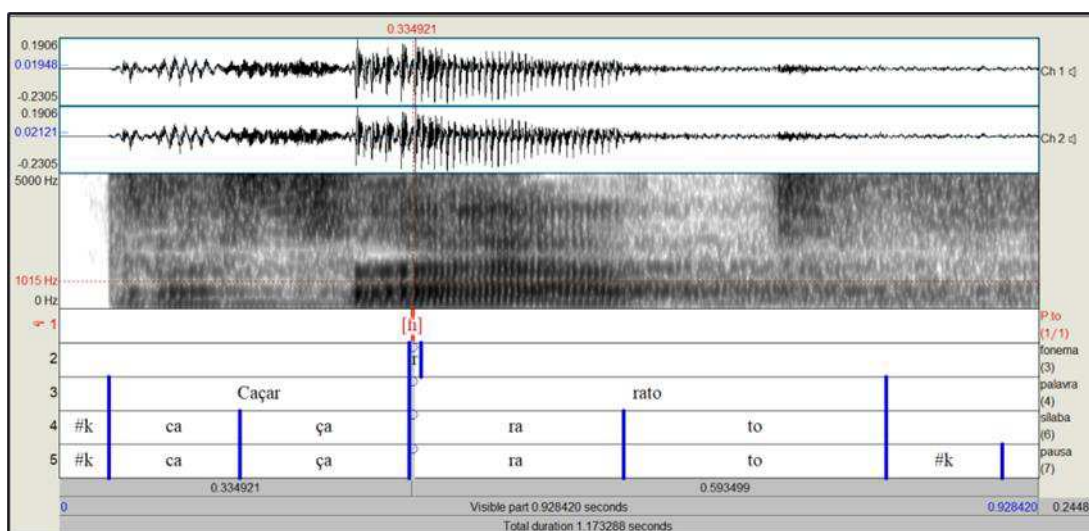 0.334921
0.1906
0.01948
-0.2305
Ch 1
0.1906
0.02121
-0.2305
Ch 2
5000 Hz
1015 Hz
0 Hz
1 [ɦ] P.to (1/1)
2 r fonema (3)
3 Caçar rato palavra (4)
4 #k ca ça ra to sílaba (6)
5 #k ca ça ra to #k pausa (7)
0.334921 0.593499
0 Visible part 0.928420 seconds 0.928420 0.2448
Total duration 1.173288 seconds